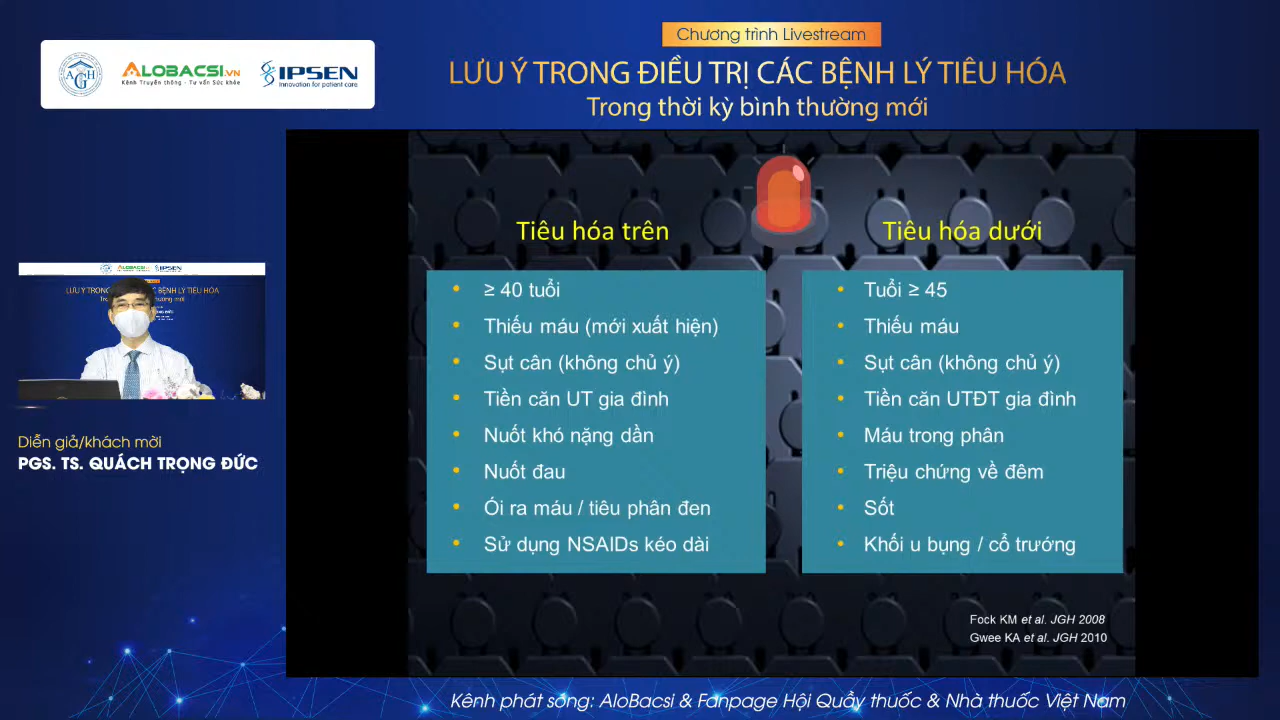 Chương trình Livestream
LƯU Ý TRONG ĐIỀU TRỊ CÁC BỆNH LÝ TIÊU HÓA
Trong thời kỳ bình thường mới
AGH
ALOBACSI.VN
Kênh Truyền thông - Tư vấn Sức khỏe
IPSEN
Innovation for patient care
Tiêu hóa trên
≥ 40 tuổi
Thiếu máu (mới xuất hiện)
Sụt cân (không chủ ý)
Tiền căn UT gia đình
Nuốt khó nặng dần
Nuốt đau
Ói ra máu / tiêu phân đen
Sử dụng NSAIDs kéo dài
Tiêu hóa dưới
Tuổi ≥ 45
Thiếu máu
Sụt cân (không chủ ý)
Tiền căn UTĐT gia đình
Máu trong phân
Triệu chứng về đêm
Sốt
Khối u bụng / cổ trướng
Fock KM et al. JGH 2008
Gwee KA et al. JGH 2010
ALOBACSI
IPSEN
Diễn giả/khách mời
PGS. TS. QUÁCH TRỌNG ĐỨC
Kênh phát sóng: AloBacsi & Fanpage Hội Quầy thuốc & Nhà thuốc Việt Nam